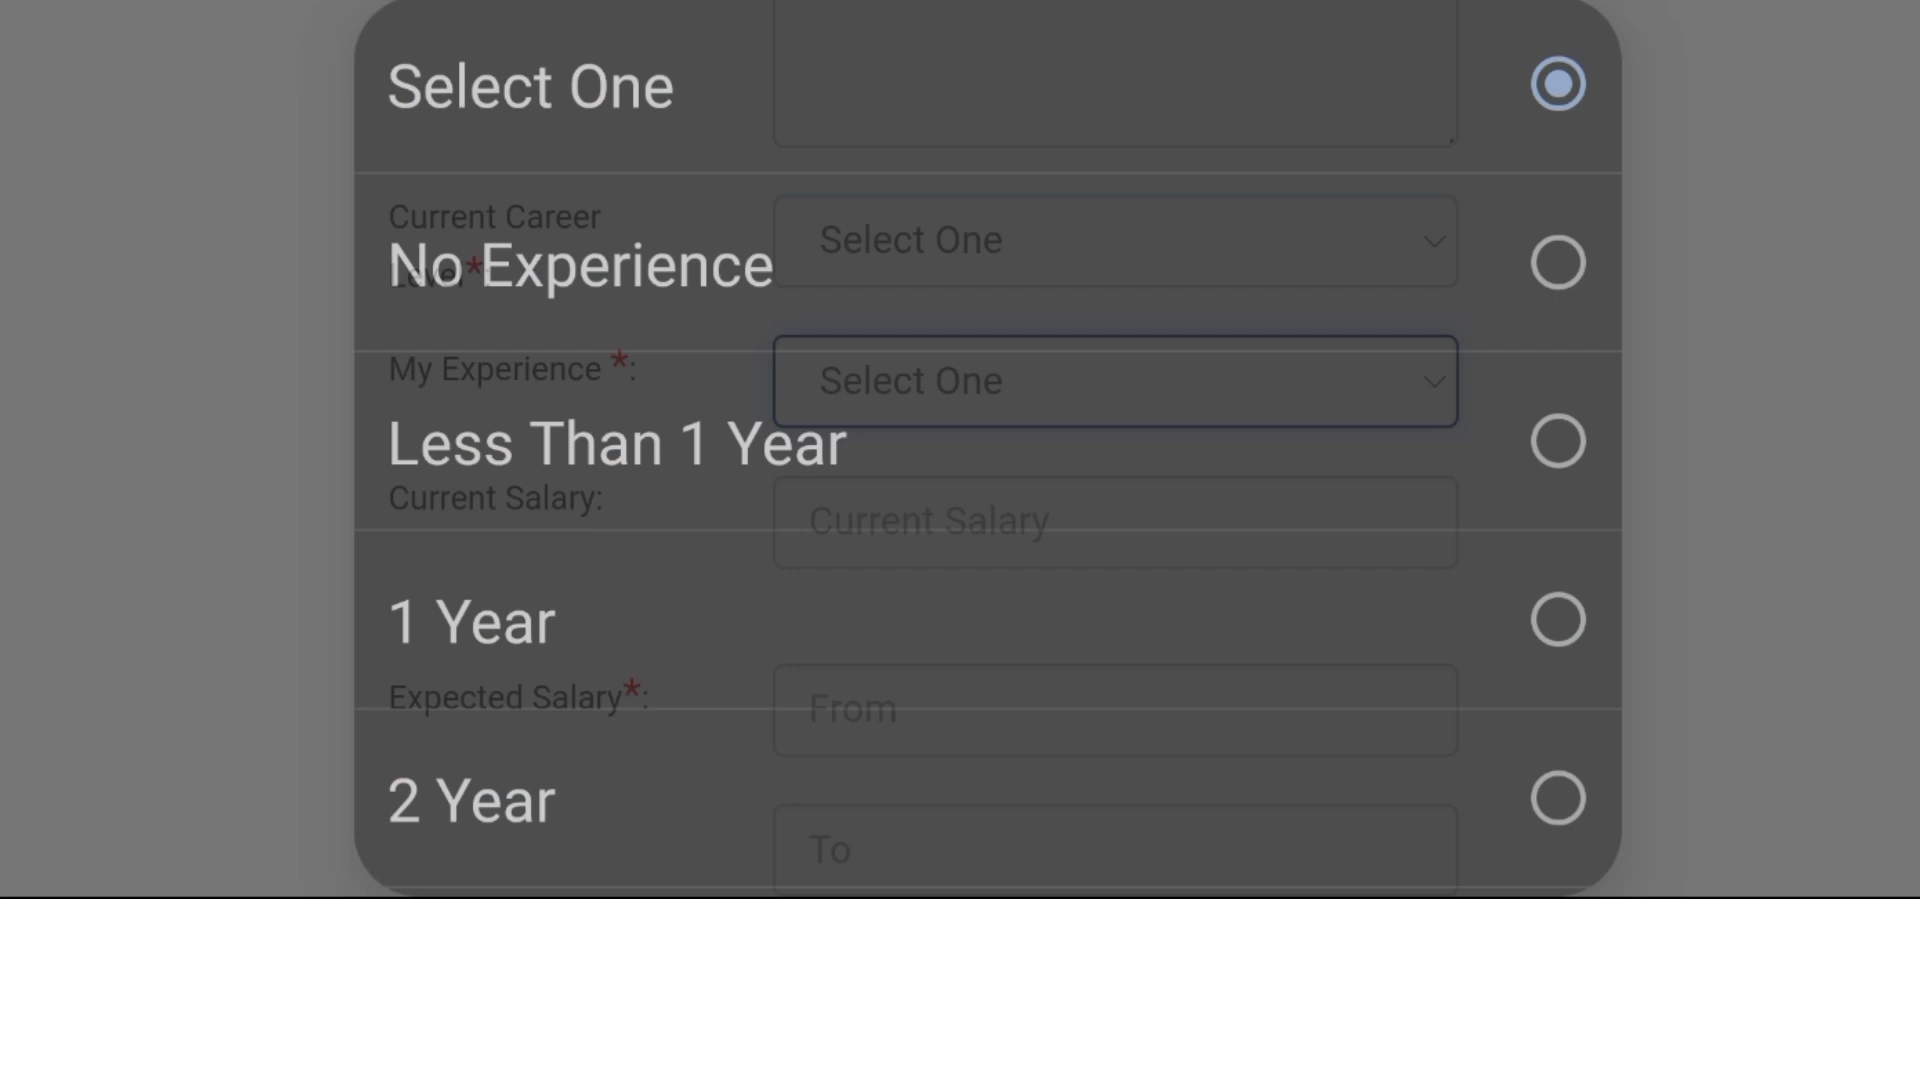 Select One
Current Career
Select One
Level*
No Experience
My Experience *:
Select One
Less Than 1 Year
Current Salary:
Current Salary
1 Year
Expected Salary*:
From
2 Year
To